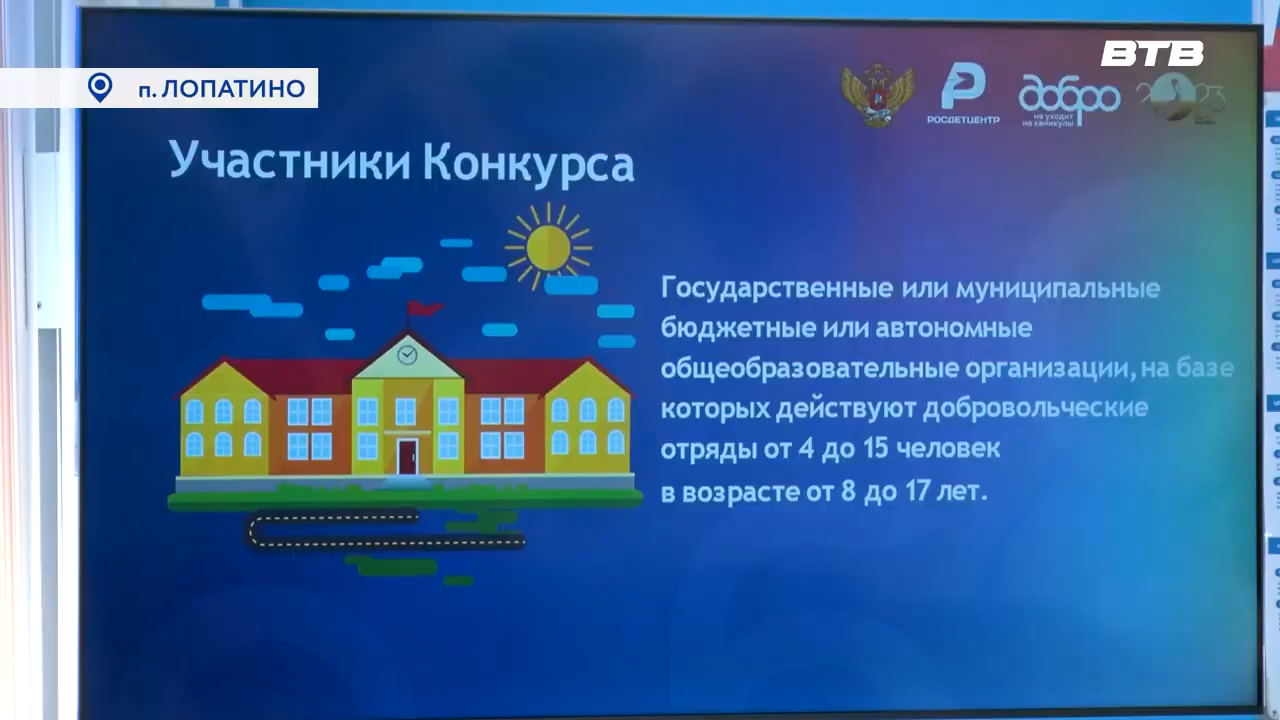 ВТВ
п. ЛОПАТИНО
РОСДЕТЦЕНТР
добро
не уходит
на каникулы
Участники Конкурса
Государственные или муниципальные
бюджетные или автономные
общеобразовательные организации, на базе
которых действуют добровольческие
отряды от 4 до 15 человек
в возрасте от 8 до 17 лет.